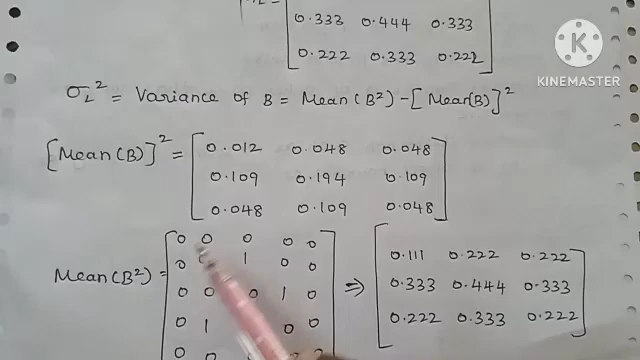 0.333 0.444 0.333
0.222 0.333 0.222
KINEMASTER
σL² = Variance of B = Mean(B²) - [Mean(B)]²
[Mean(B)]² = [0.012 0.048 0.048
0.109 0.194 0.109
0.048 0.109 0.048]
Mean(B²) = [0 0 0 0 0
0 1 0 0
0 0 0 1 0
0 1 0 0
0 0] ⇒ [0.111 0.222 0.222
0.333 0.444 0.333
0.222 0.333 0.222]